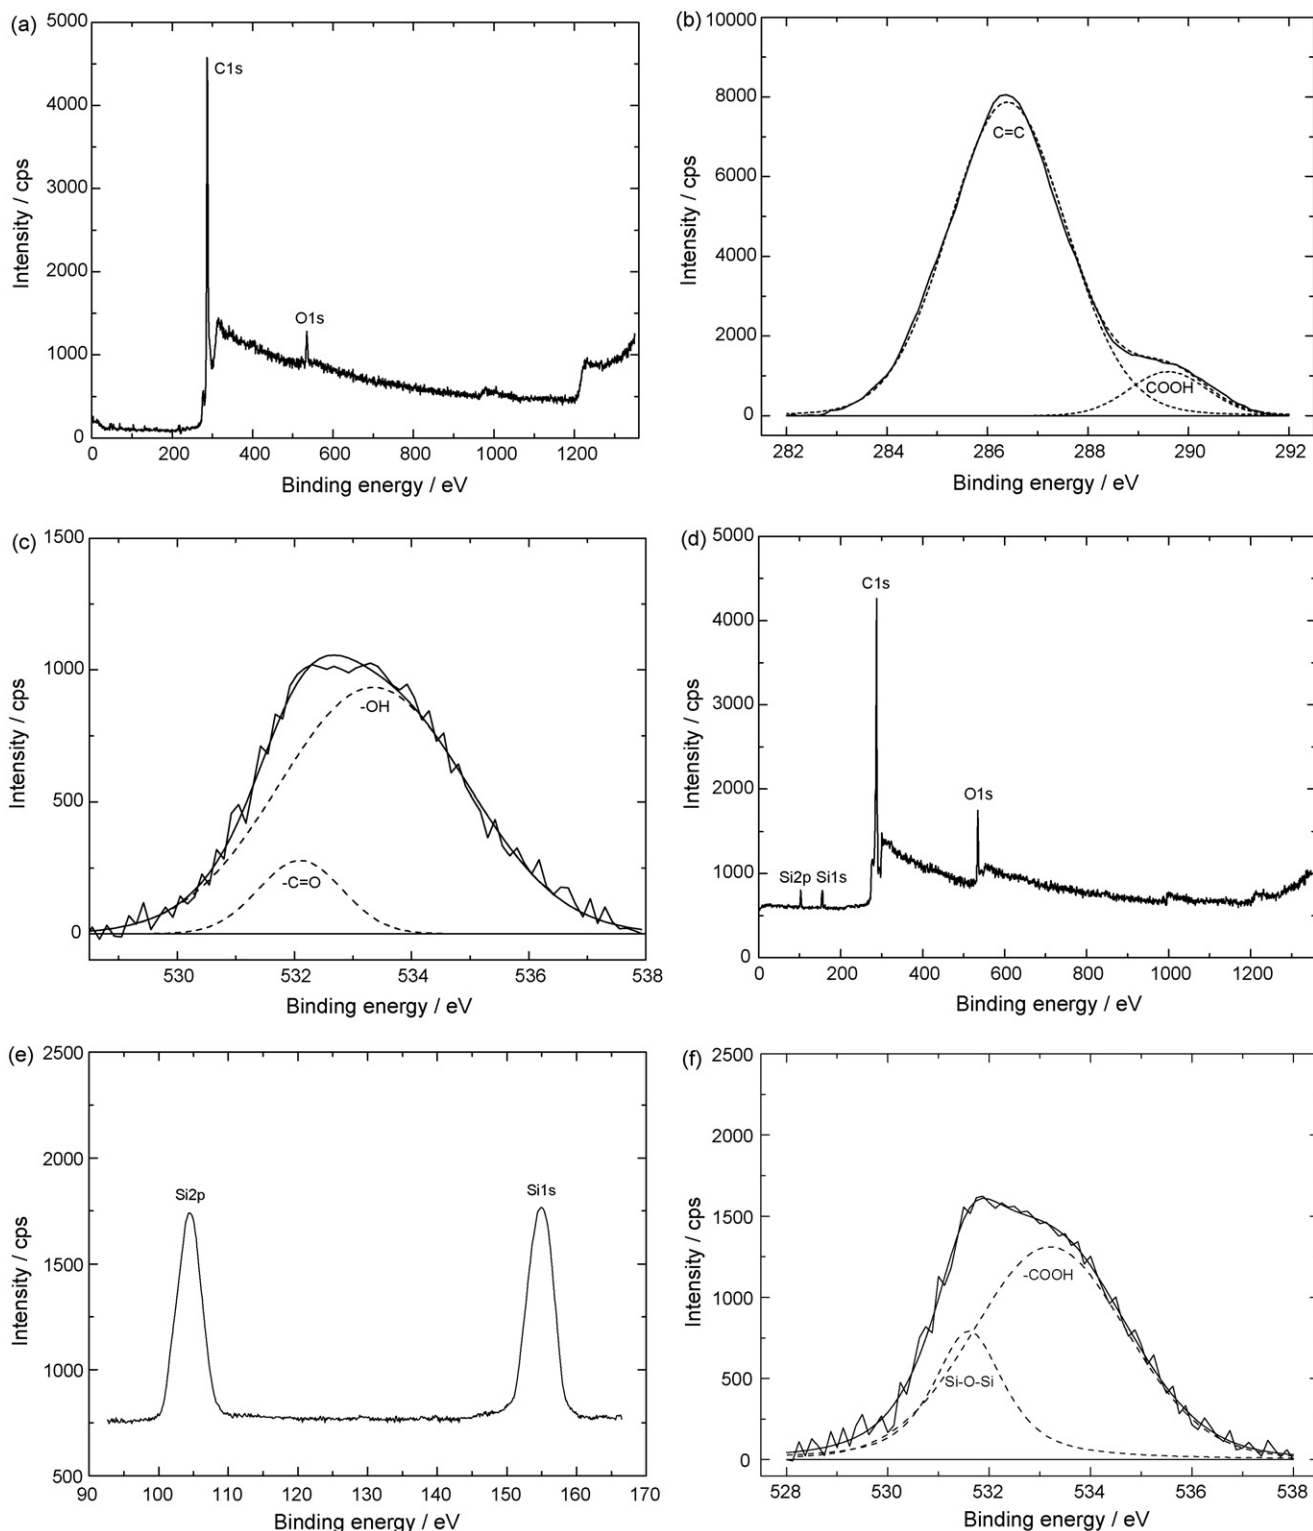 (a)
5000
4000
3000
2000
1000
0
Intensity / cps
C1s
O1s
0 200 400 600 800 1000 1200
Binding energy / eV
(b)
10000
8000
6000
4000
2000
0
Intensity / cps
C=C
COOH
282 284 286 288 290 292
Binding energy / eV
(c)
1500
1000
500
0
Intensity / cps
-OH
-C=O
530 532 534 536 538
Binding energy / eV
(d)
5000
4000
3000
2000
1000
0
Intensity / cps
C1s
O1s
Si2p Si1s
0 200 400 600 800 1000 1200
Binding energy / eV
(e)
2500
2000
1500
1000
500
Intensity / cps
Si2p
Si1s
90 100 110 120 130 140 150 160 170
Binding energy / eV
(f)
2500
2000
1500
1000
500
0
Intensity / cps
-COOH
Si-O-Si
528 530 532 534 536 538
Binding energy / eV